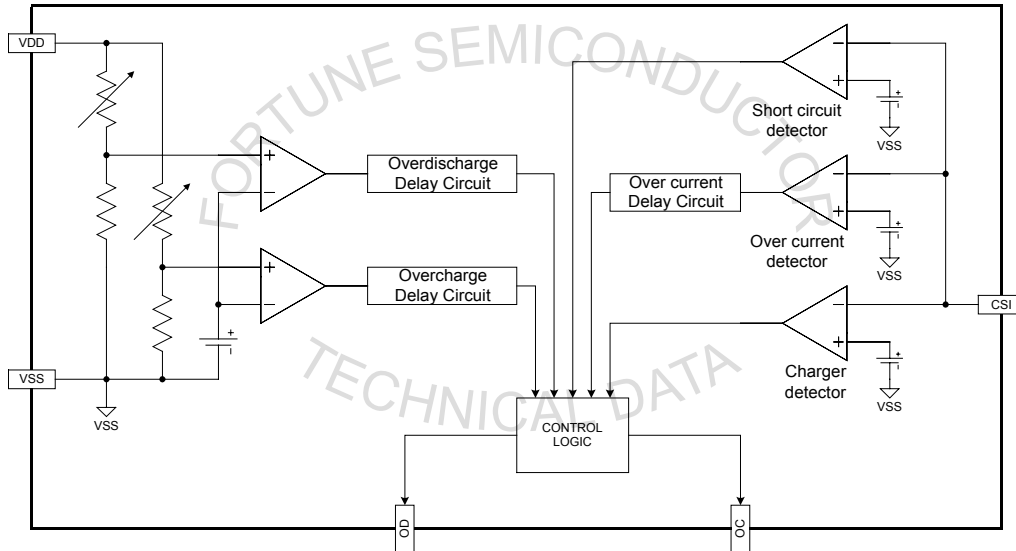 FORTUNE SEMICONDUCTOR
TECHNICAL DATA
VDD
VSS
VSS
+
−
+
−
+
-
Overdischarge
Delay Circuit
Overcharge
Delay Circuit
−
+
+
-
VSS
Short circuit
detector
Over current
Delay Circuit
−
+
+
-
VSS
Over current
detector
CSI
−
+
+
-
VSS
Charger
detector
CONTROL
LOGIC
OD
OC